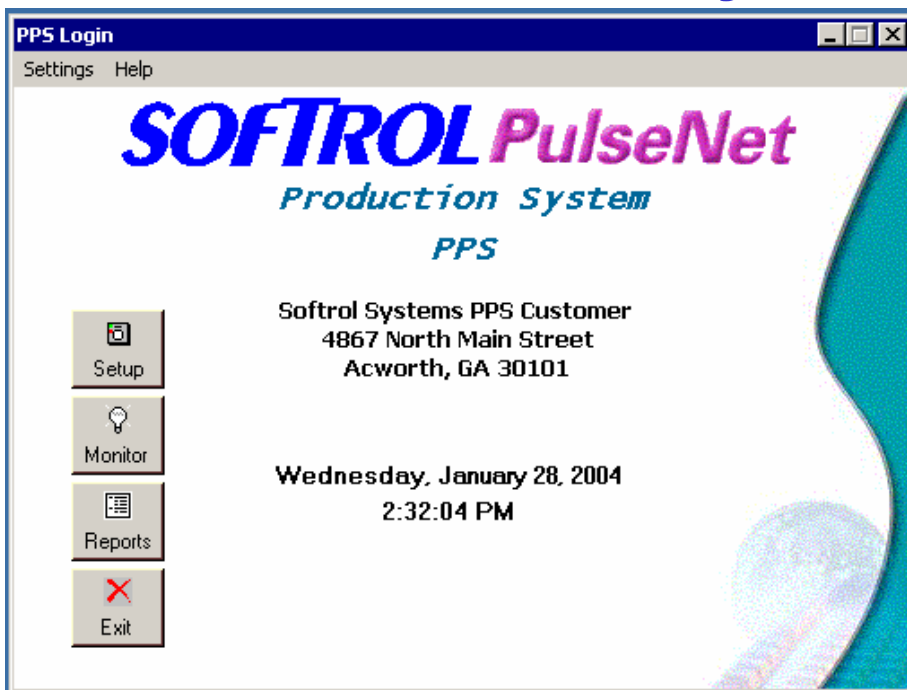 PPS Login
Settings Help
SOFTROL PulseNet
Production System
PPS
Softrol Systems PPS Customer
4867 North Main Street
Acworth, GA 30101
Setup
Monitor
Wednesday, January 28, 2004
2:32:04 PM
Reports
Exit